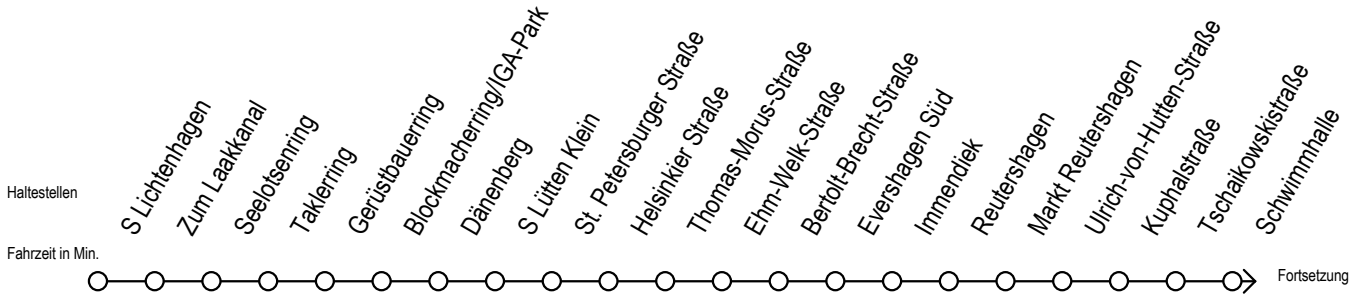 S Lichtenhagen
Zum Laakkanal
Seelotsenring
Taklerring
Gerüstbauerring
Blockmacherring/IGA-Park
Dänenberg
S Lütten Klein
St. Petersburger Straße
Helsinkier Straße
Thomas-Morus-Straße
Ehm-Welk-Straße
Bertolt-Brecht-Straße
Evershagen Süd
Immendiek
Reutershagen
Markt Reutershagen
Ulrich-von-Hutten-Straße
Kuphalstraße
Tschaikowskistraße
Schwimmhalle
Haltestellen
Fahrzeit in Min.
Fortsetzung